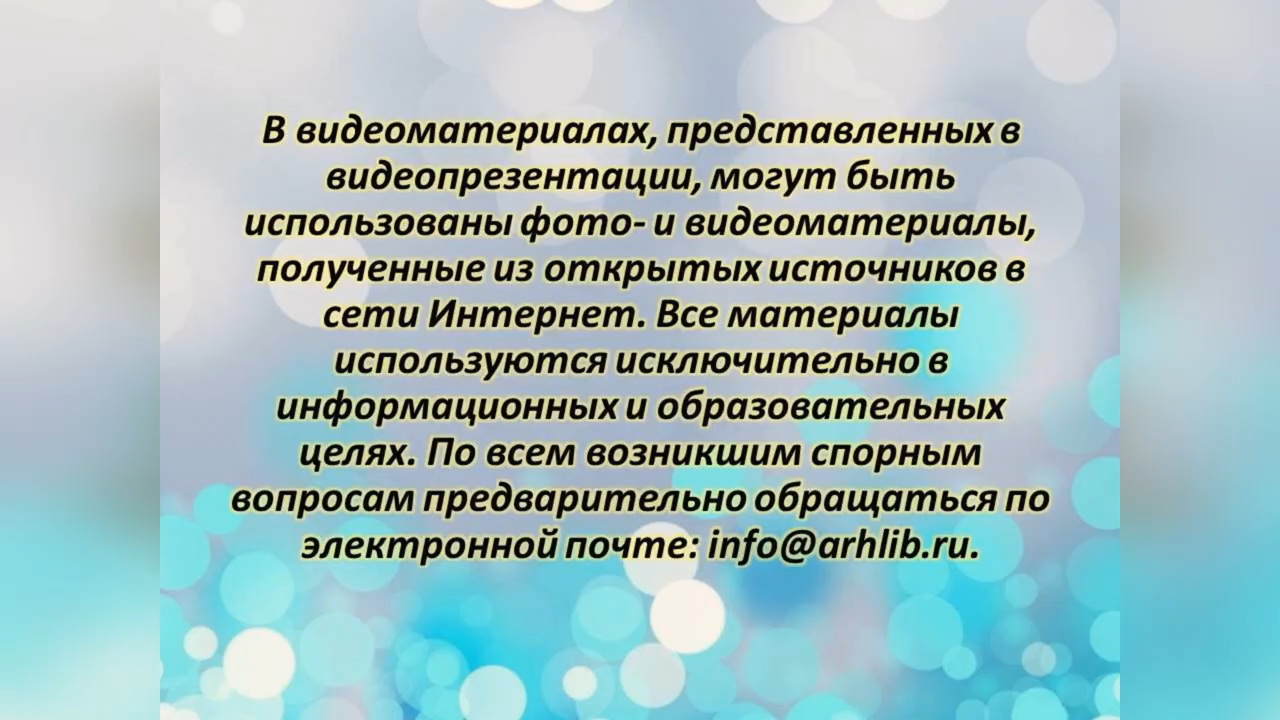 В видеоматериалах, представленных в
видеопрезентации, могут быть
использованы фото- и видеоматериалы,
полученные из открытых источников в
сети Интернет. Все материалы
используются исключительно в
информационных и образовательных
целях. По всем возникшим спорным
вопросам предварительно обращаться по
электронной почте: info@arhlib.ru.